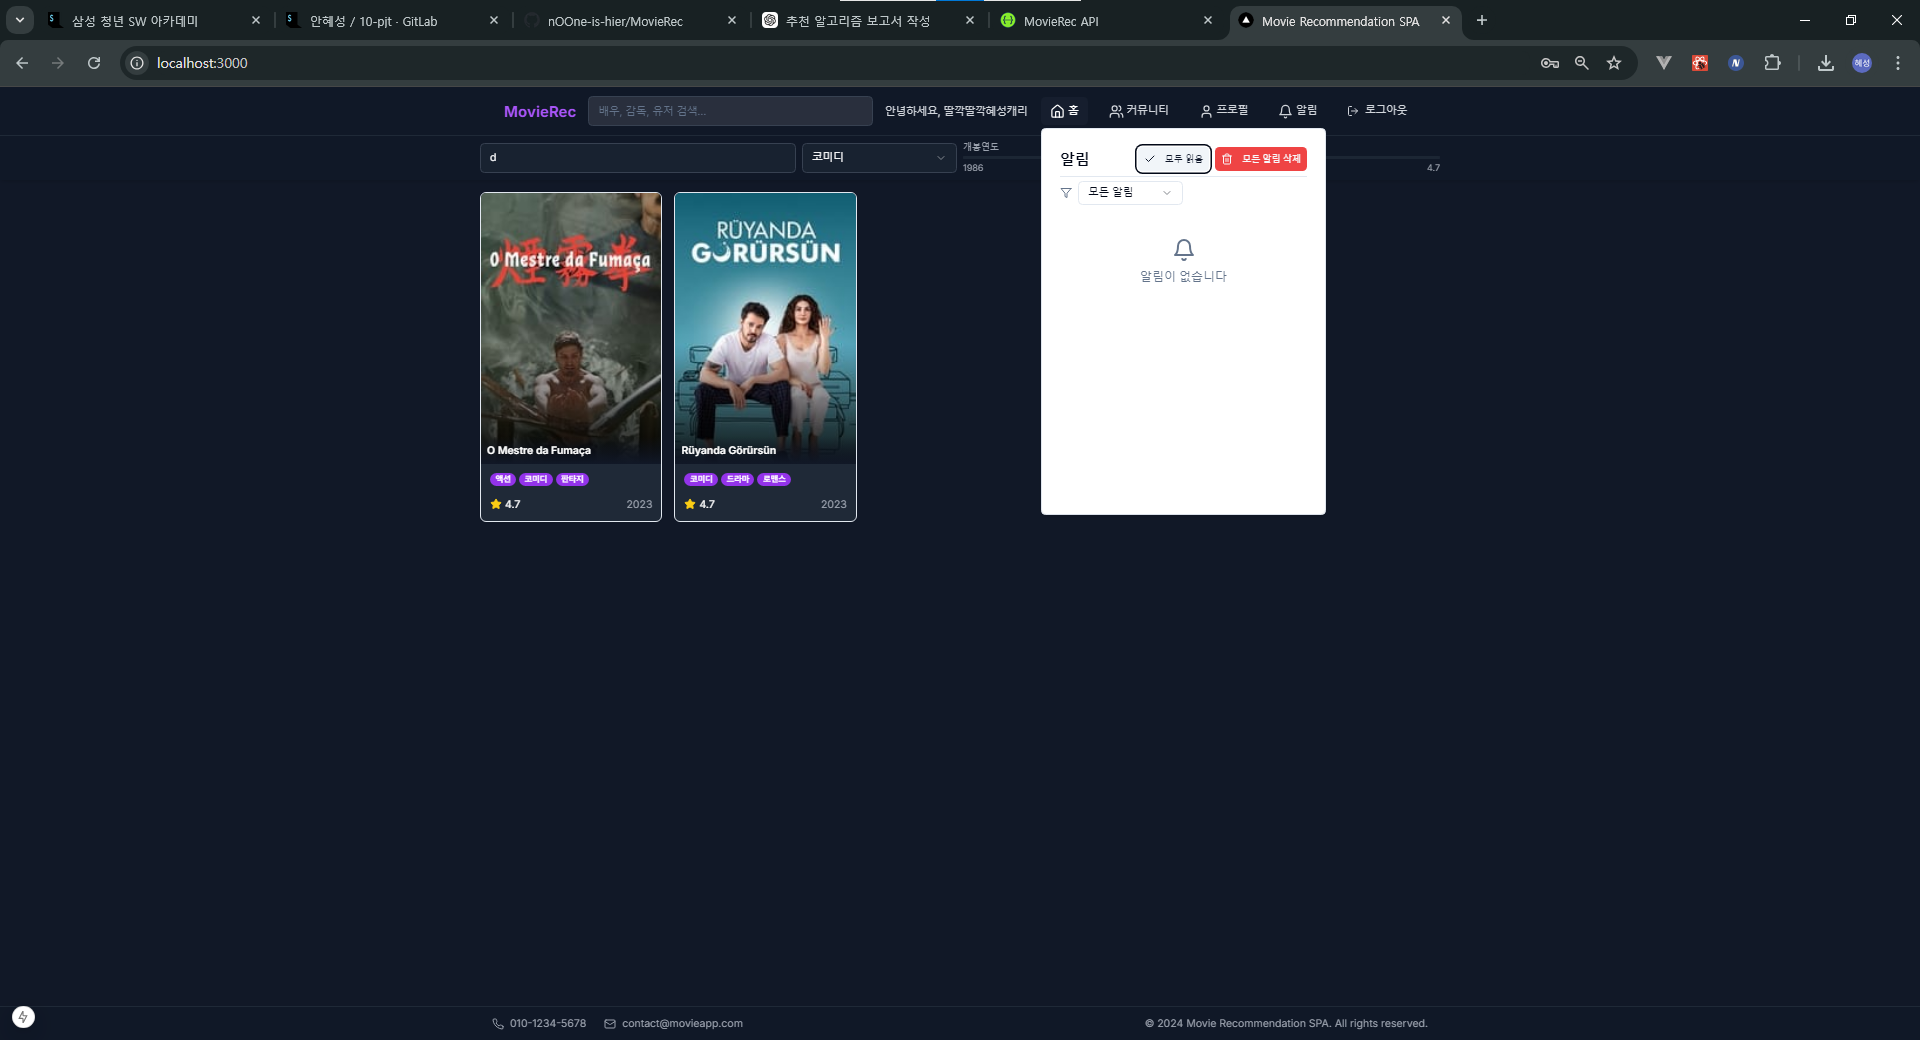 삼성 청년 SW 아카데미
안혜성 / 10-pjt · GitLab
nOOne-is-hier/MovieRec
추천 알고리즘 보고서 작성
MovieRec API
Movie Recommendation SPA
localhost:3000
혜성
MovieRec
배우, 감독, 유저 검색...
안녕하세요, 딸깍딸깍혜성캐리
홈
커뮤니티
프로필
알림
로그아웃
d
코미디
개봉연도
1986
4.7
알림
모두 읽음
모든 알림 삭제
모든 알림
알림이 없습니다
煙霧拳
O Mestre da Fumaça
O Mestre da Fumaça
액션
코미디
판타지
4.7
2023
RÜYANDA
GÖRÜRSÜN
Rüyanda Görürsün
코미디
드라마
로맨스
4.7
2023
010-1234-5678
contact@movieapp.com
© 2024 Movie Recommendation SPA. All rights reserved.